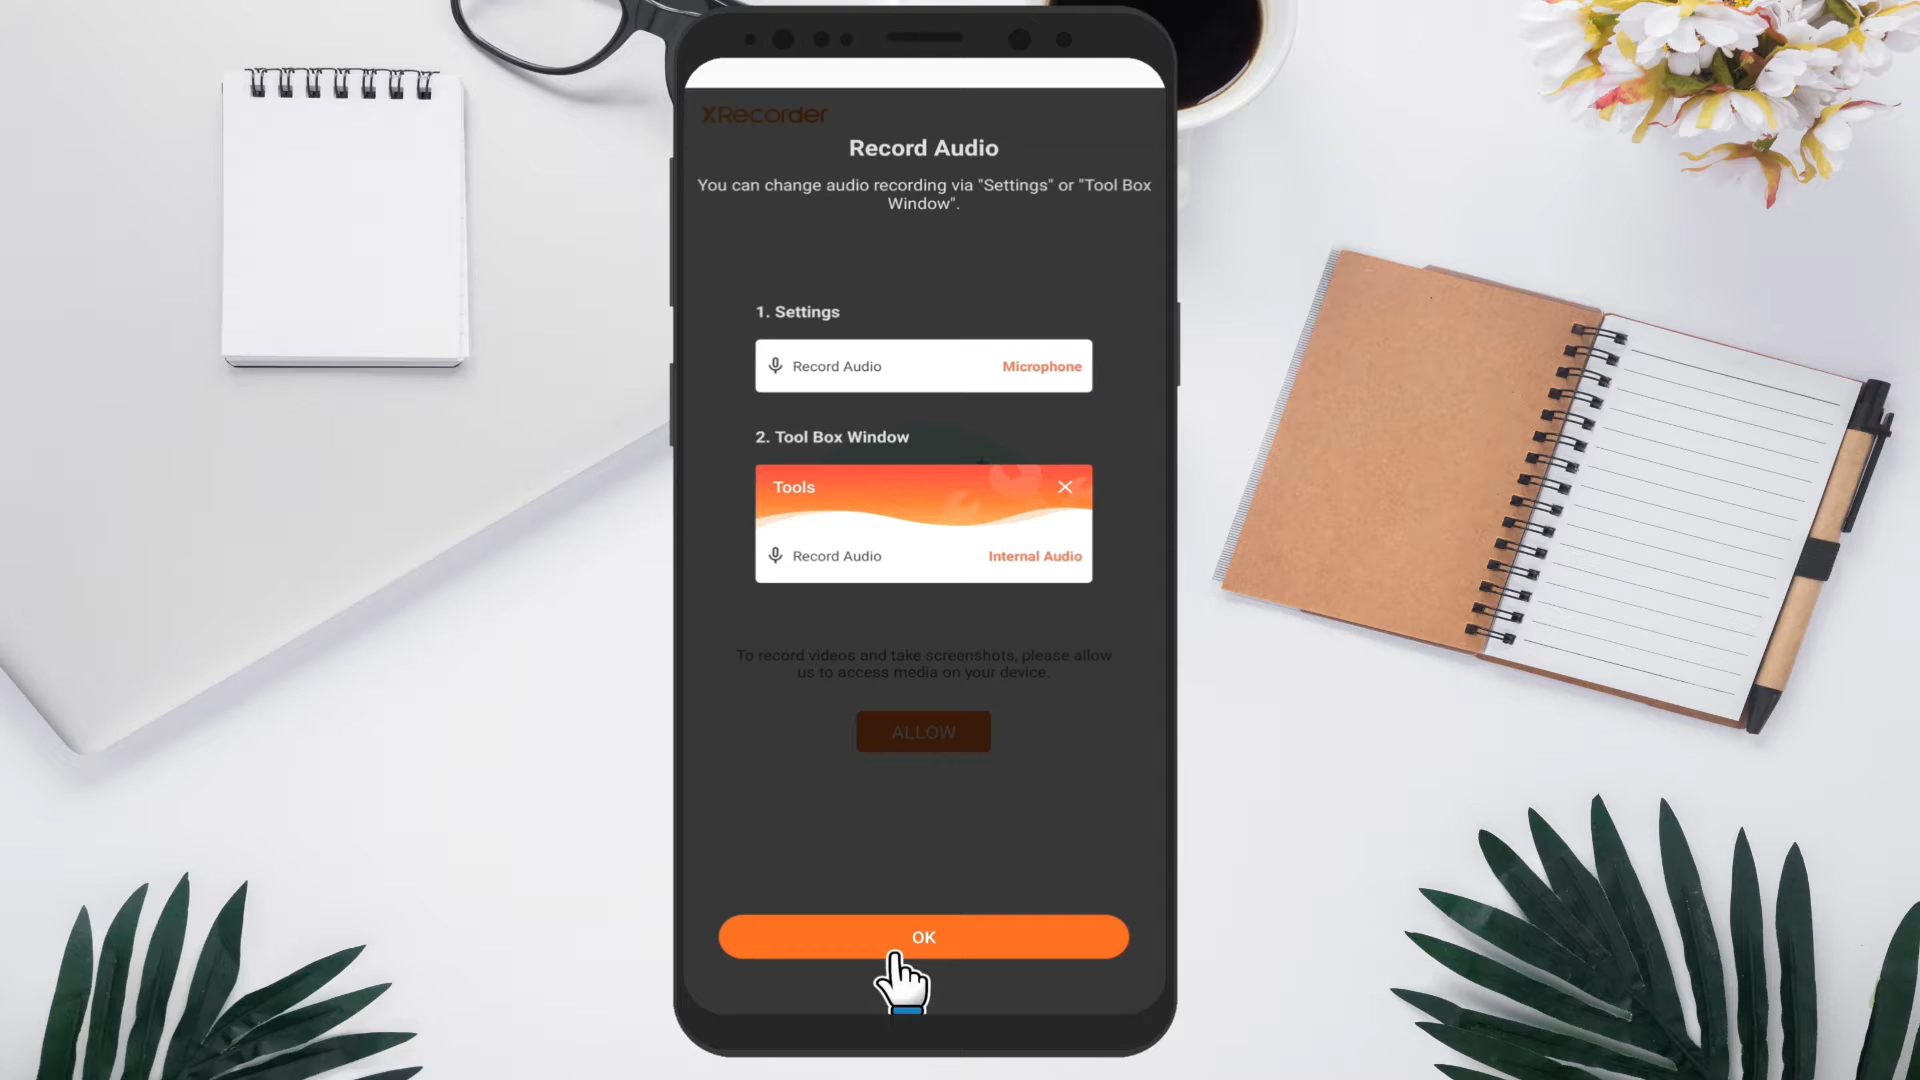 XRecorder
Record Audio
You can change audio recording via "Settings" or "Tool Box
Window".
1. Settings
Record Audio
Microphone
2. Tool Box Window
Tools
Record Audio
Internal Audio
To record videos and take screenshots, please allow
us to access media on your device.
ALLOW
OK